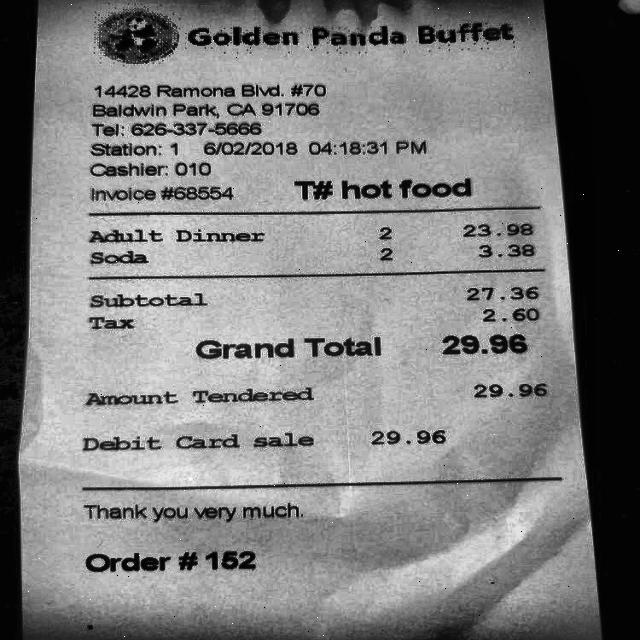 Golden Panda Buffet
14428 Ramona Blvd. #70
Baldwin Park, CA 91706
Tel: 626-337-5666
Station: 1 6/02/2018 04:18:31 PM
Cashier: 010
Invoice #68554 T# hot food
Adult Dinner 2 23.98
Soda 2 3.38
Subtotal 27.36
Tax 2.60
Grand Total 29.96
Amount Tendered 29.96
Debit Card sale 29.96
Thank you very much.
Order # 152